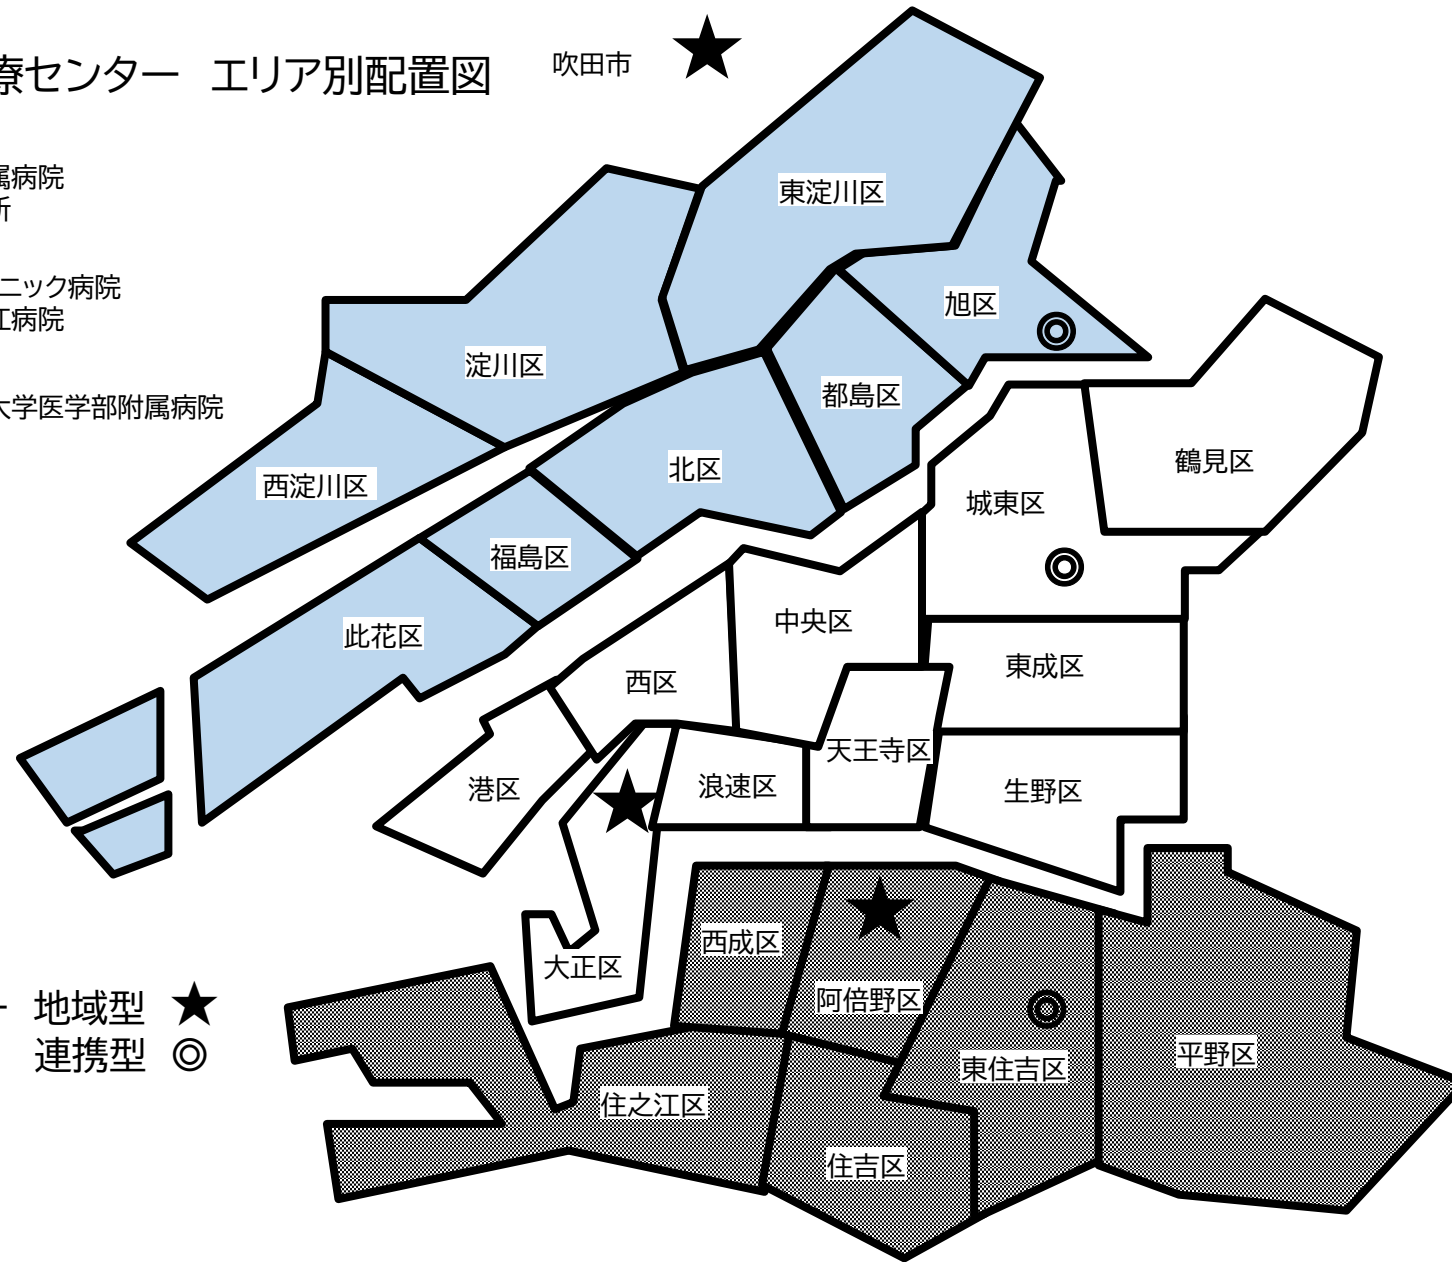 療センター エリア別配置図
吹田市
属病院
所
ニック病院
江病院
大学医学部附属病院
東淀川区
旭区
淀川区
都島区
西淀川区
北区
鶴見区
城東区
福島区
此花区
中央区
西区
東成区
天王寺区
港区
浪速区
生野区
西成区
大正区
阿倍野区
東住吉区
平野区
住之江区
住吉区
ー 地域型 ★
連携型 ◎